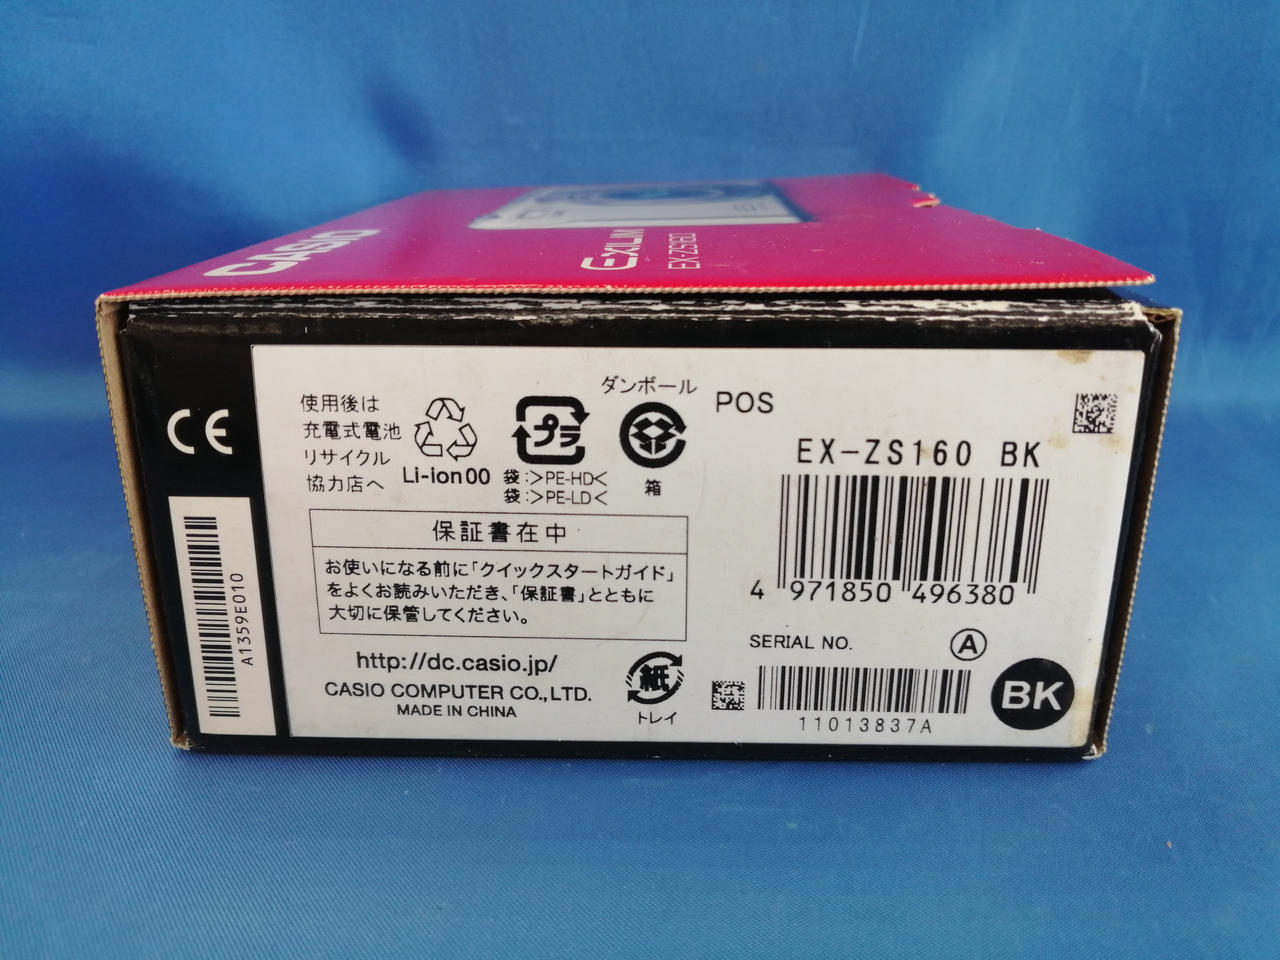 CASIO
EXILIM
EX-ZS160
CE
A1359E010
使用後は
充電式電池
リサイクル
協力店へ
Li-ion00
プラ
袋:>PE-HD<
袋:>PE-LD<
ダンボール
箱
POS
EX-ZS160 BK
4 971850 496380
保証書在中
お使いになる前に「クイックスタートガイド」
をよくお読みいただき、「保証書」とともに
大切に保管してください。
http://dc.casio.jp/
CASIO COMPUTER CO.,LTD.
MADE IN CHINA
紙
トレイ
SERIAL NO.
A
11013837A
BK